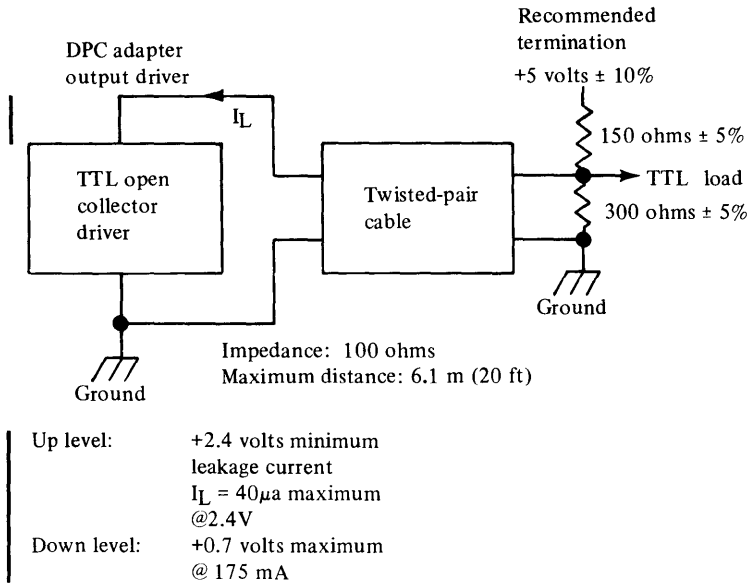 Recommended
termination
+5 volts ± 10%
DPC adapter
output driver
I_L
150 ohms ± 5%
TTL open
collector
driver
Twisted-pair
cable
TTL load
300 ohms ± 5%
Ground
Impedance: 100 ohms
Maximum distance: 6.1 m (20 ft)
Ground
Up level: +2.4 volts minimum
leakage current
I_L = 40μa maximum
@2.4V
Down level: +0.7 volts maximum
@ 175 mA